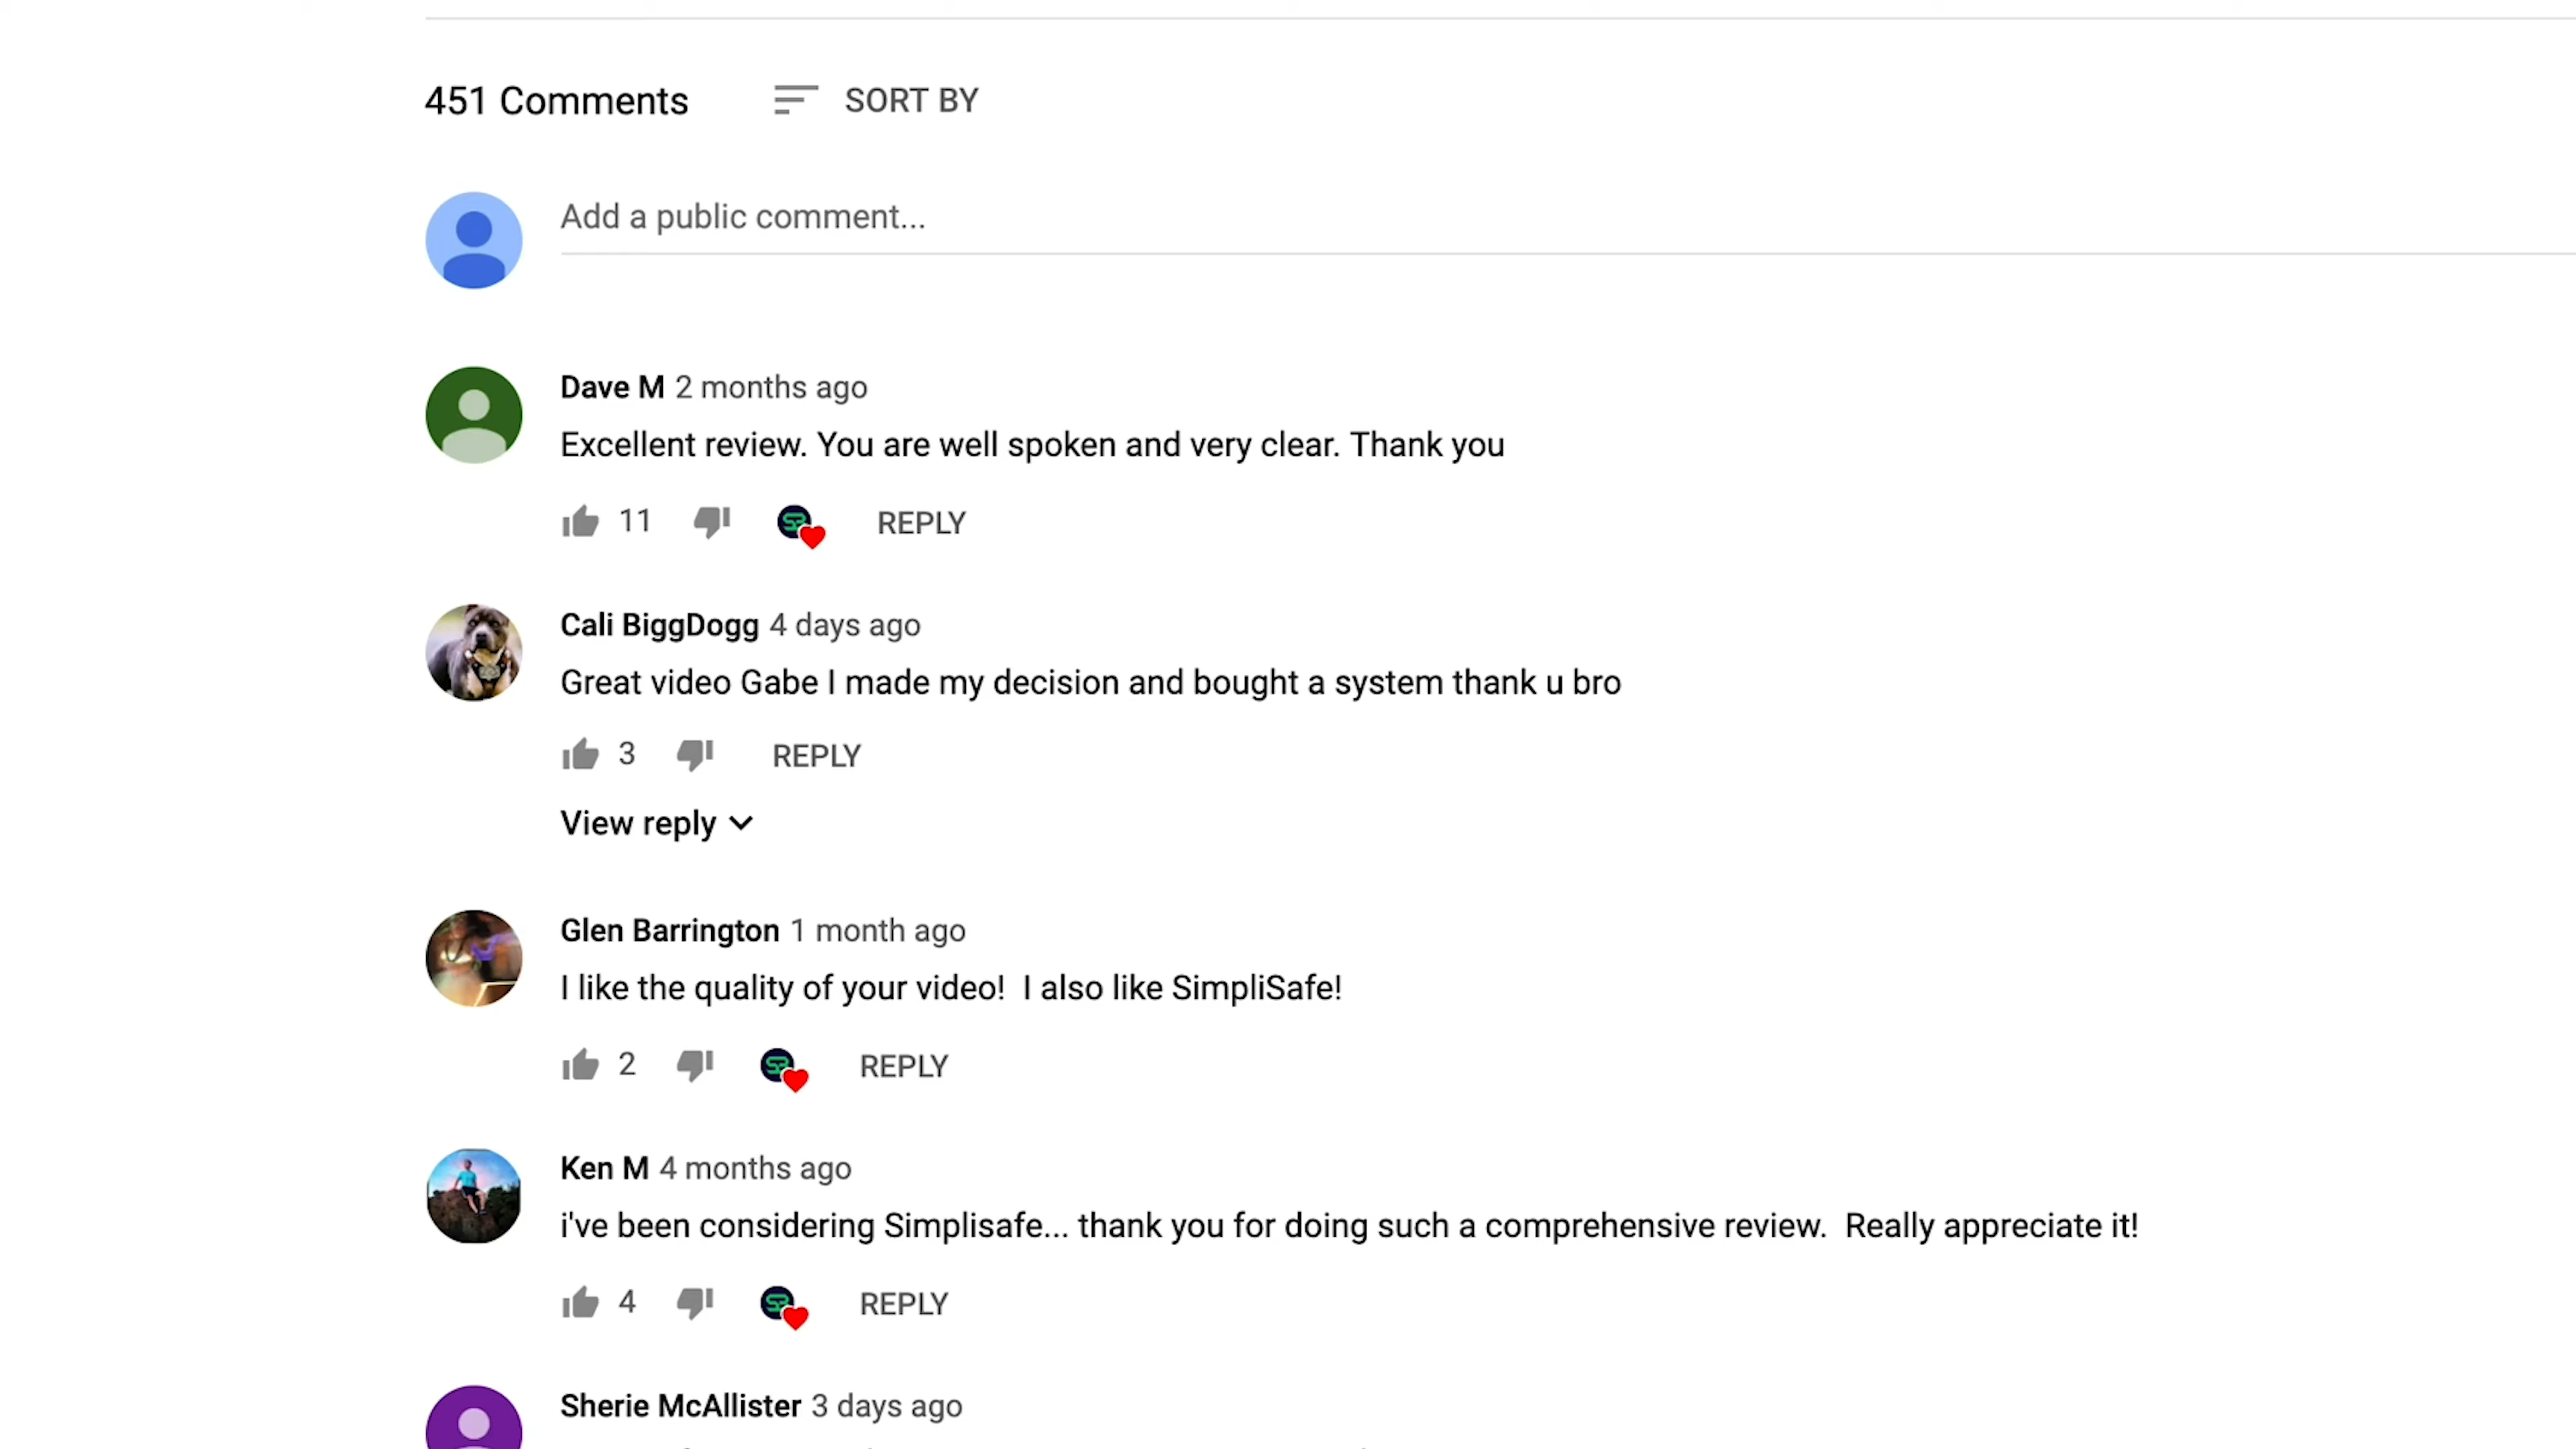 451 Comments
SORT BY
Add a public comment...
Dave M 2 months ago
Excellent review. You are well spoken and very clear. Thank you
11
REPLY
Cali BiggDogg 4 days ago
Great video Gabe I made my decision and bought a system thank u bro
3
REPLY
View reply
Glen Barrington 1 month ago
I like the quality of your video!  I also like SimpliSafe!
2
REPLY
Ken M 4 months ago
i've been considering Simplisafe... thank you for doing such a comprehensive review.  Really appreciate it!
4
REPLY
Sherie McAllister 3 days ago